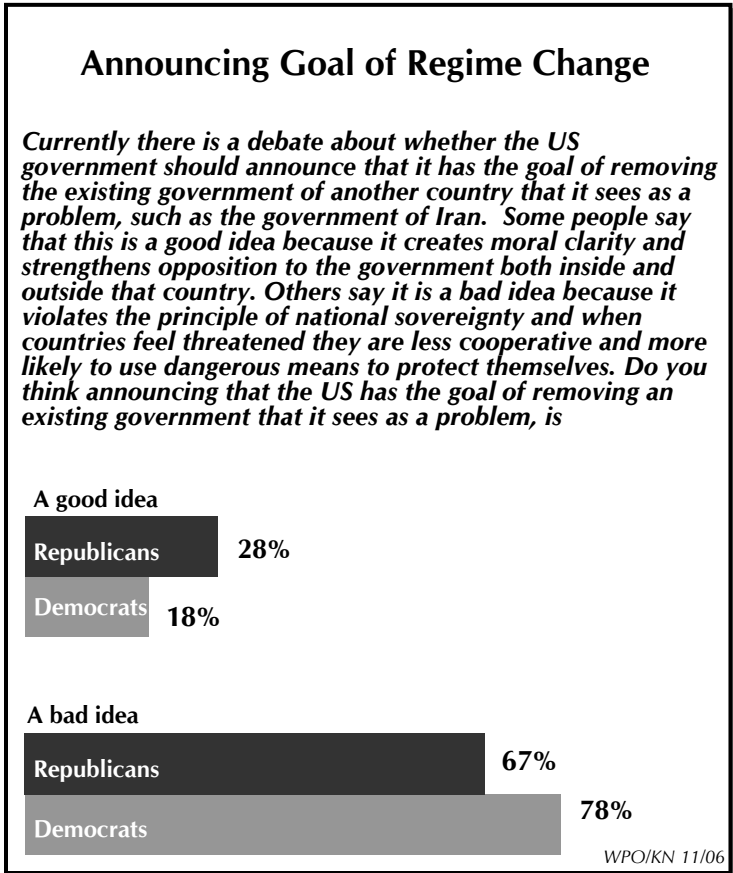 Announcing Goal of Regime Change
Currently there is a debate about whether the US
government should announce that it has the goal of removing
the existing government of another country that it sees as a
problem, such as the government of Iran.  Some people say
that this is a good idea because it creates moral clarity and
strengthens opposition to the government both inside and
outside that country. Others say it is a bad idea because it
violates the principle of national sovereignty and when
countries feel threatened they are less cooperative and more
likely to use dangerous means to protect themselves. Do you
think announcing that the US has the goal of removing an
existing government that it sees as a problem, is
A good idea
Republicans 28%
Democrats 18%
A bad idea
Republicans 67%
Democrats 78%
WPO/KN 11/06